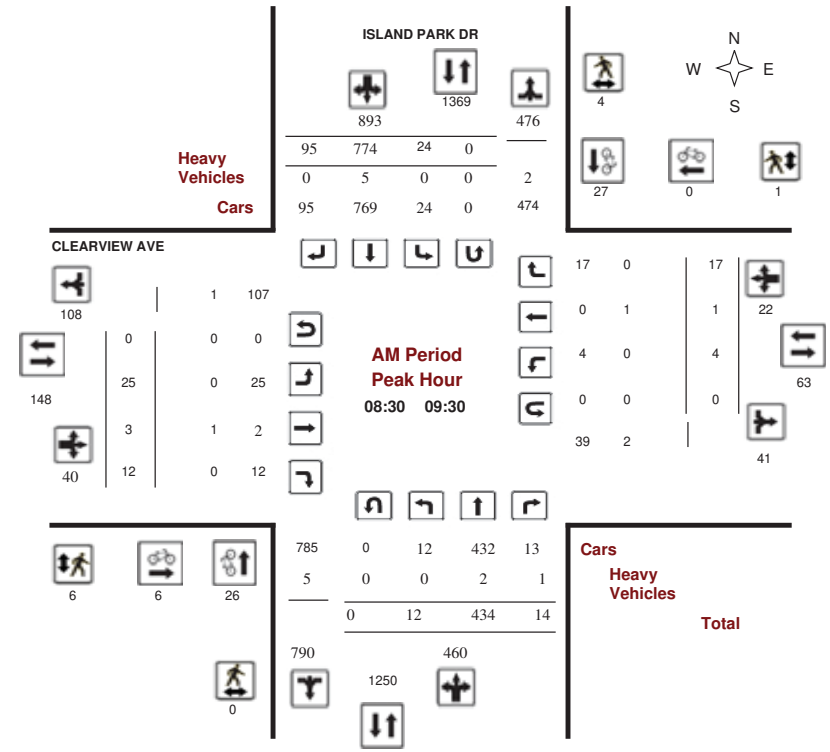 ISLAND PARK DR
N
W E
S
1369
893 476
4
95 774 24 0
Heavy
Vehicles
0 5 0 0 2
27 0 1
Cars
95 769 24 0 474
CLEARVIEW AVE
17 0 17
108
1 107
0 1 1 22
0 0 0
AM Period
4 0 4
63
148
25 0 25
Peak Hour
08:30 09:30
0 0 0
3 1 2
39 2
41
40
12 0 12
785 0 12 432 13
Cars
5 0 0 2 1
Heavy
Vehicles
6 6 26
0 12 434 14
Total
790 460
1250
0